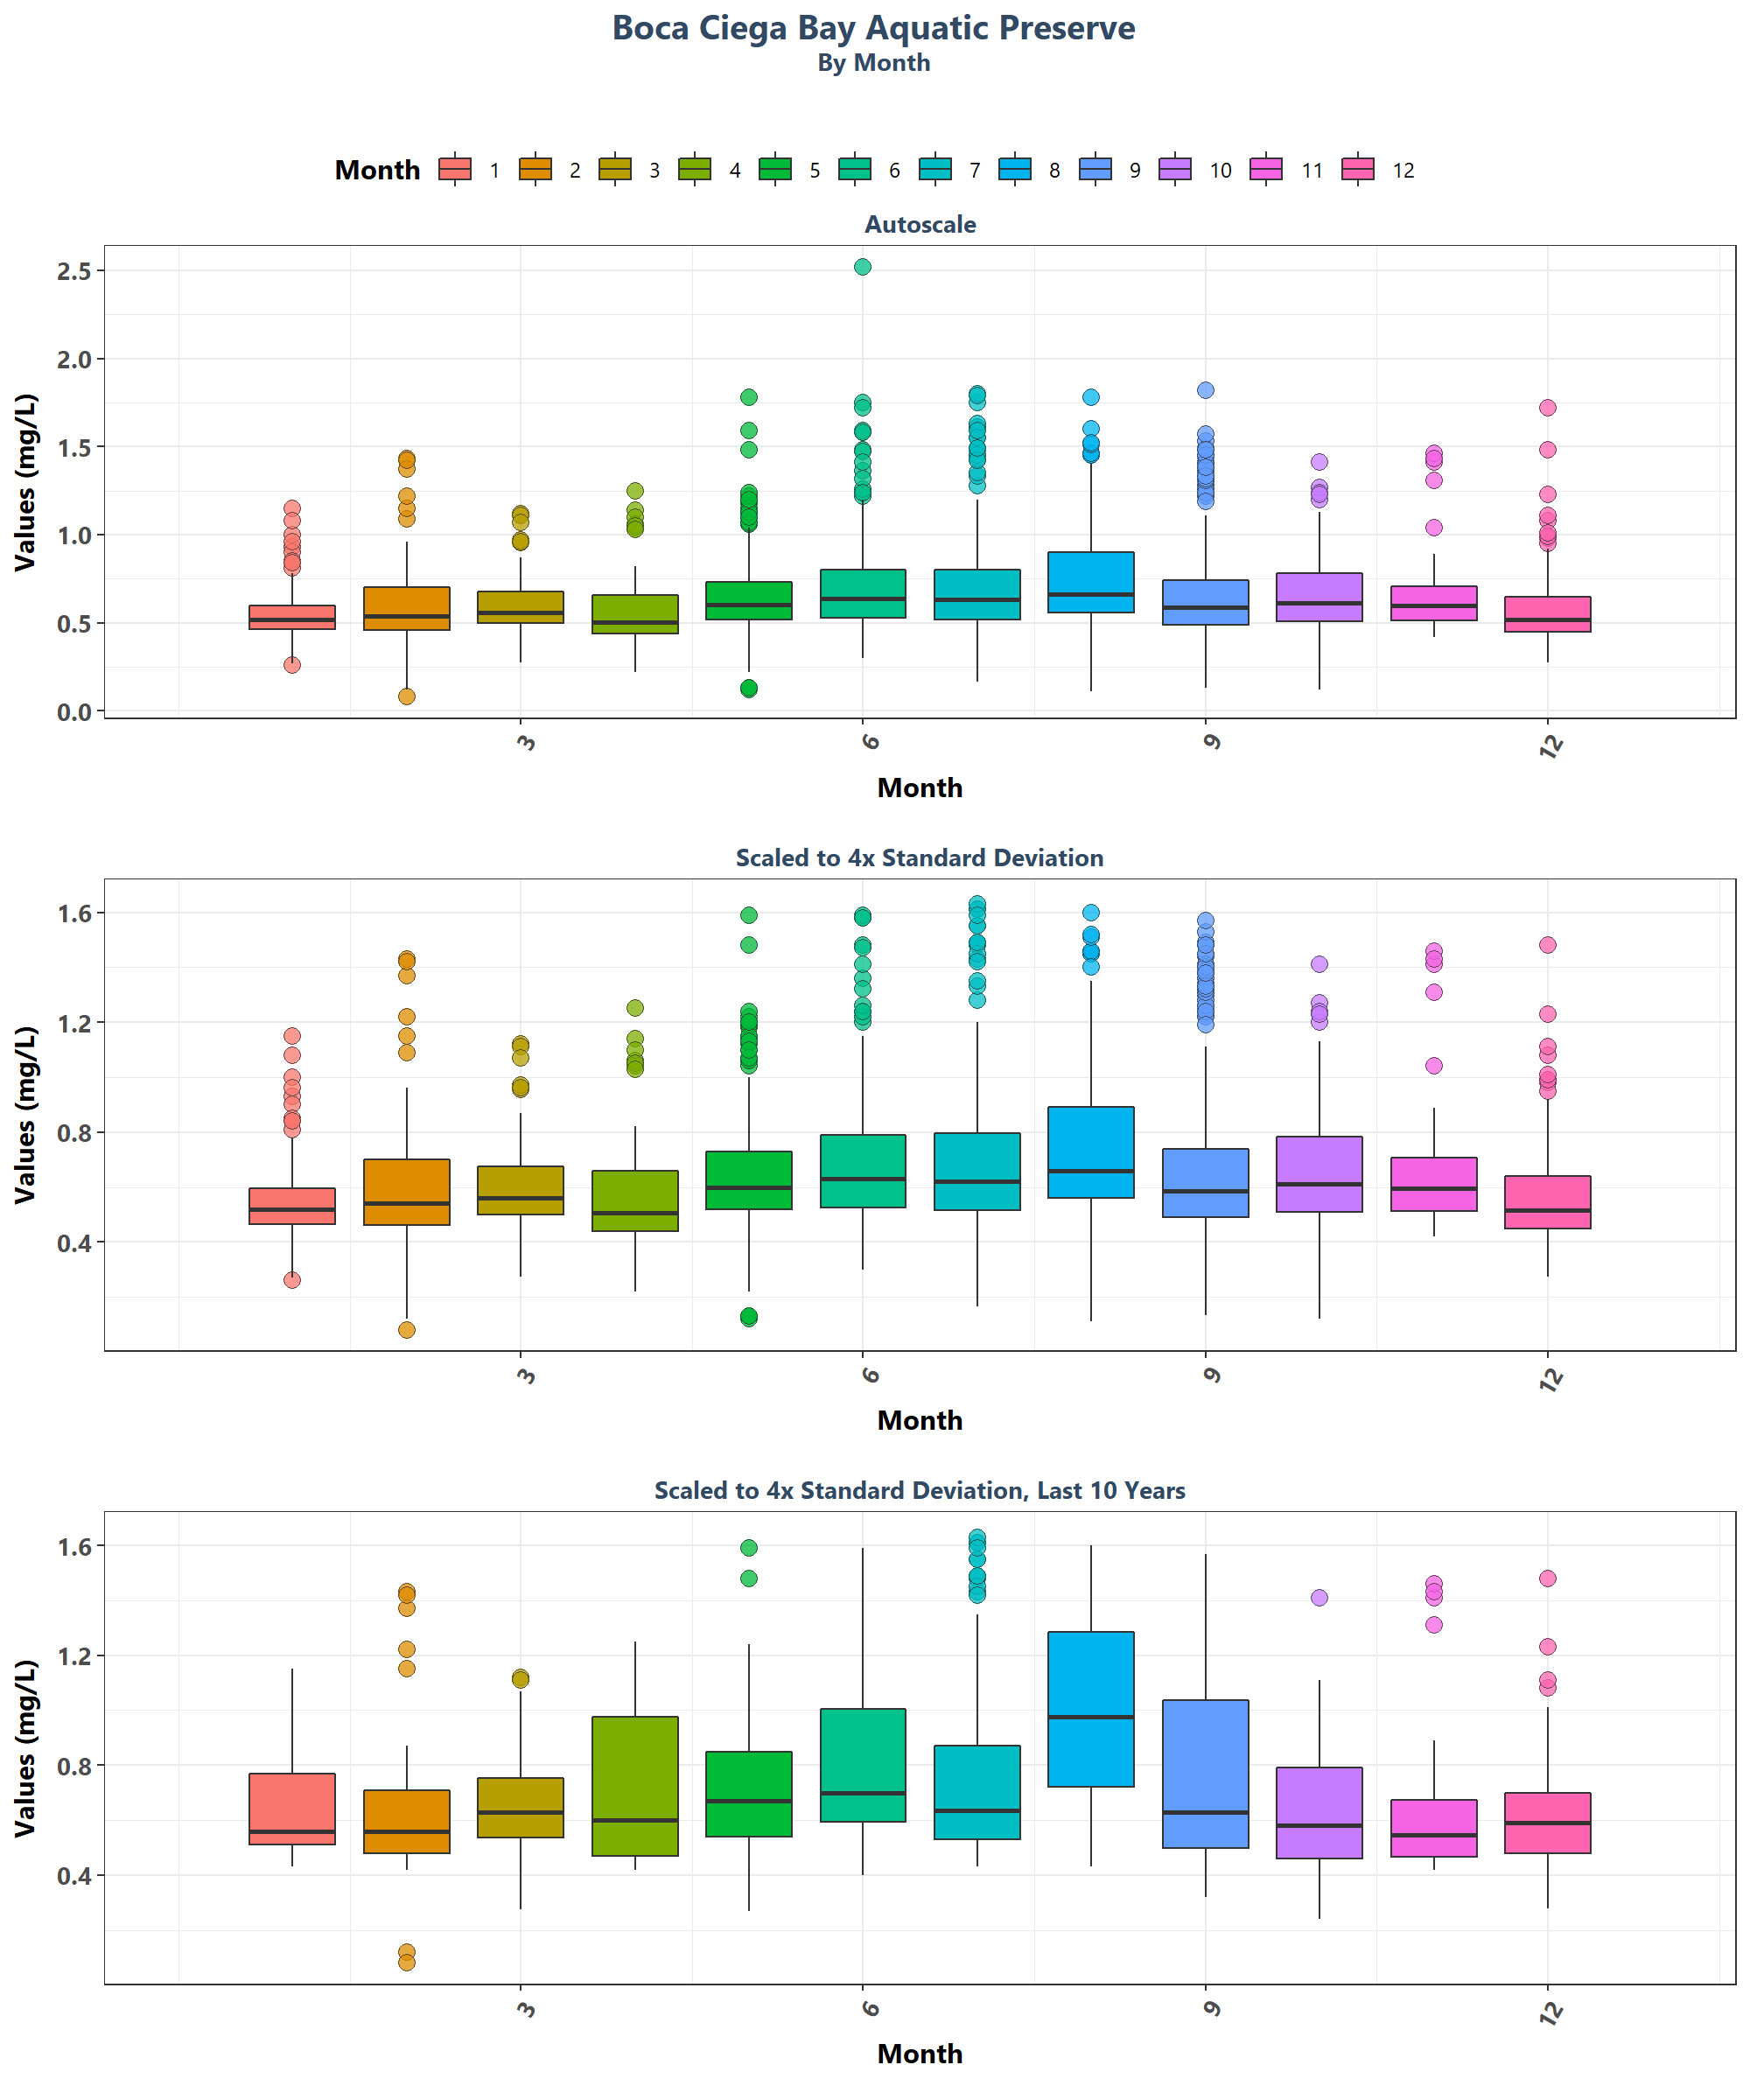 Boca Ciega Bay Aquatic Preserve
By Month
Month 1 2 3 4 5 6 7 8 9 10 11 12
Autoscale
Values (mg/L)
2.5
2.0
1.5
1.0
0.5
0.0
3 6 9 12
Month
Scaled to 4x Standard Deviation
Values (mg/L)
1.6
1.2
0.8
0.4
3 6 9 12
Month
Scaled to 4x Standard Deviation, Last 10 Years
Values (mg/L)
1.6
1.2
0.8
0.4
3 6 9 12
Month